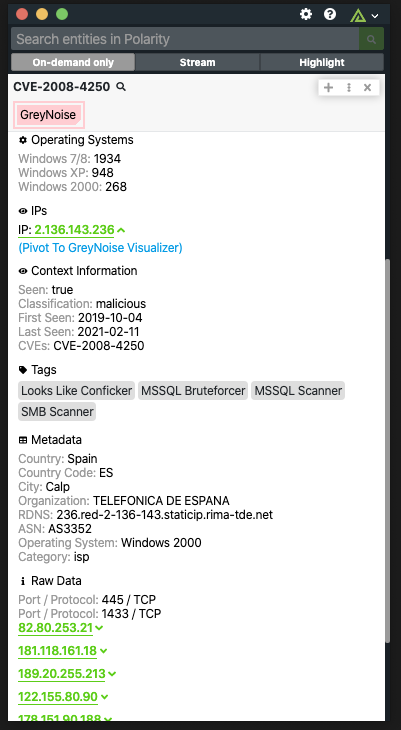 Search entities in Polarity
On-demand only Stream Highlight
CVE-2008-4250
GreyNoise
Operating Systems
Windows 7/8: 1934
Windows XP: 948
Windows 2000: 268
IPs
IP: 2.136.143.236
(Pivot To GreyNoise Visualizer)
Context Information
Seen: true
Classification: malicious
First Seen: 2019-10-04
Last Seen: 2021-02-11
CVEs: CVE-2008-4250
Tags
Looks Like Conficker MSSQL Bruteforcer MSSQL Scanner
SMB Scanner
Metadata
Country: Spain
Country Code: ES
City: Calp
Organization: TELEFONICA DE ESPANA
RDNS: 236.red-2-136-143.staticip.rima-tde.net
ASN: AS3352
Operating System: Windows 2000
Category: isp
Raw Data
Port / Protocol: 445 / TCP
Port / Protocol: 1433 / TCP
82.80.253.21
181.118.161.18
189.20.255.213
122.155.80.90
178.151.90.188